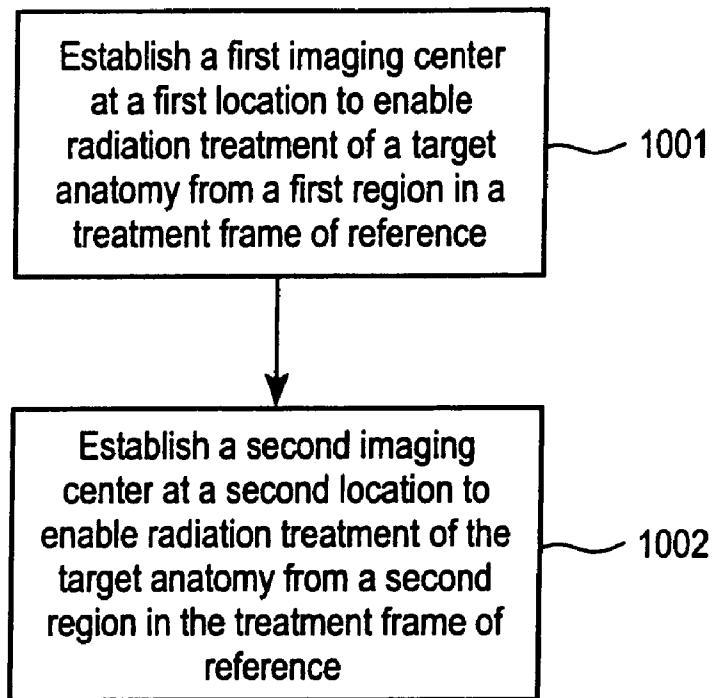 Establish a first imaging center
at a first location to enable
radiation treatment of a target
anatomy from a first region in a
treatment frame of reference
1001
Establish a second imaging
center at a second location to
enable radiation treatment of the
target anatomy from a second
region in the treatment frame of
reference
1002